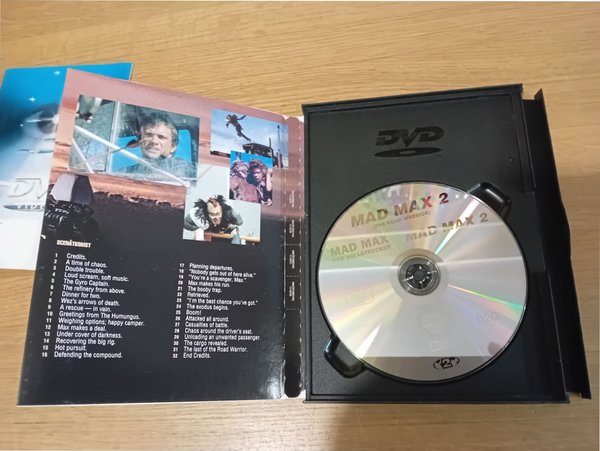 DVD
VIDEO
SCENÅTKOMST
1 Credits.
2 A time of chaos.
3 Double trouble.
4 Loud scream, soft music.
5 The Gyro Captain.
6 The refinery from above.
7 Dinner for two.
8 Wez's arrows of death.
9 A rescue — in vain.
10 Greetings from The Humungus.
11 Weighing options; happy camper.
12 Max makes a deal.
13 Under cover of darkness.
14 Recovering the big rig.
15 Hot pursuit.
16 Defending the compound.
17 Planning departures.
18 "Nobody gets out of here alive."
19 "You're a scavenger, Max."
20 Max makes his run.
21 The booby trap.
22 Retrieved.
23 "I'm the best chance you've got."
24 The exodus begins.
25 Boom!
26 Attacked all around.
27 Casualties of battle.
28 Chaos around the driver's seat.
29 Unloading an unwanted passenger.
30 The cargo revealed.
31 The last of the Road Warrior.
32 End Credits.
DVD
MAD MAX 2
(THE ROAD WARRIOR)
MAD MAX
DER VOLLSTRECKER
MAD MAX 2